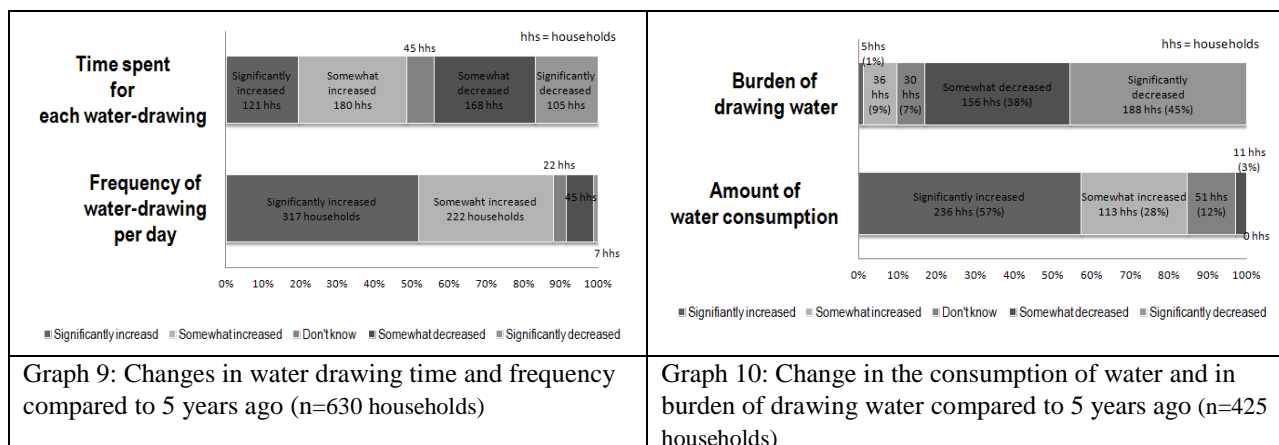 hhs = households
45 hhs
Time spent
for
each water-drawing
Significantly
increased
121 hhs
Somewhat
increased
180 hhs
Somewhat
decreased
168 hhs
Significantly
decreased
105 hhs
22 hhs
Frequency of
water-drawing
per day
Significantly increased
317 households
Somewaht increased
222 households
45 hhs
7 hhs
0% 10% 20% 30% 40% 50% 60% 70% 80% 90% 100%
Significantly increasd Somewhat increased Don't know Somewhat decreased Significantly decreased
Graph 9: Changes in water drawing time and frequency
compared to 5 years ago (n=630 households)
hhs = households
5hhs
(1%)
Burden of
drawing water
36
hhs
(9%)
30
hhs
(7%)
Somewhat decreased
156 hhs (38%)
Significantly
decreased
188 hhs (45%)
11 hhs
(3%)
Amount of
water consumption
Significantly increased
236 hhs (57%)
Somewhat increased
113 hhs (28%)
51 hhs
(12%)
0 hhs
0% 10% 20% 30% 40% 50% 60% 70% 80% 90% 100%
Significantly increased Somewhat increased Don't know Somewhat decreased Significantly decreased
Graph 10: Change in the consumption of water and in
burden of drawing water compared to 5 years ago (n=425
households)